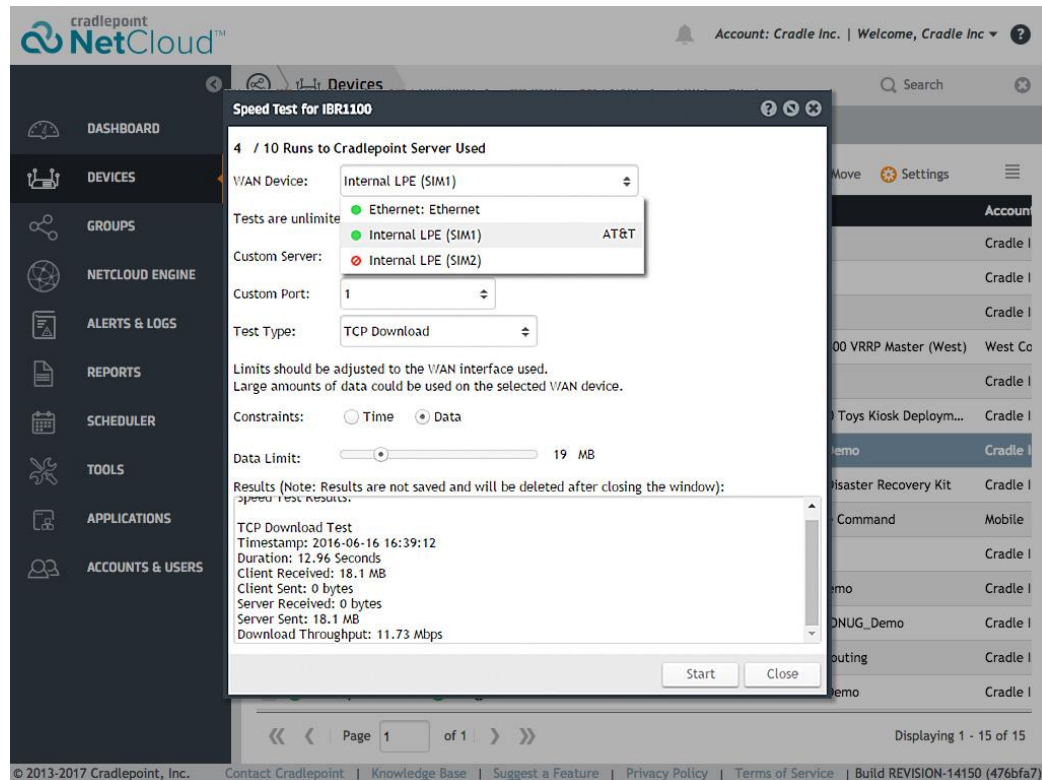 cradlepoint
NetCloud™
Account: Cradle Inc. | Welcome, Cradle Inc
Devices
Search
DASHBOARD
DEVICES
GROUPS
NETCLOUD ENGINE
ALERTS & LOGS
REPORTS
SCHEDULER
TOOLS
APPLICATIONS
ACCOUNTS & USERS
Speed Test for IBR1100
4 / 10 Runs to Cradlepoint Server Used
WAN Device: Internal LPE (SIM1)
Tests are unlimite
Ethernet: Ethernet
Internal LPE (SIM1) AT&T
Internal LPE (SIM2)
Custom Server:
Custom Port: 1
Test Type: TCP Download
Limits should be adjusted to the WAN interface used.
Large amounts of data could be used on the selected WAN device.
Constraints: Time Data
Data Limit: 19 MB
Results (Note: Results are not saved and will be deleted after closing the window):
Speed Test Results:
TCP Download Test
Timestamp: 2016-06-16 16:39:12
Duration: 12.96 Seconds
Client Received: 18.1 MB
Client Sent: 0 bytes
Server Received: 0 bytes
Server Sent: 18.1 MB
Download Throughput: 11.73 Mbps
Start Close
Move Settings
Account
Cradle I
Cradle I
Cradle I
00 VRRP Master (West) West Co
Cradle I
Toys Kiosk Deploym... Cradle I
Demo Cradle I
Disaster Recovery Kit Cradle I
Command Mobile
Cradle I
emo Cradle I
ONUG_Demo Cradle I
outing Cradle I
Demo Cradle I
Page 1 of 1
Displaying 1 - 15 of 15
© 2013-2017 Cradlepoint, Inc. Contact Cradlepoint | Knowledge Base | Suggest a Feature | Privacy Policy | Terms of Service | Build REVISION-14150 (476bfa7)